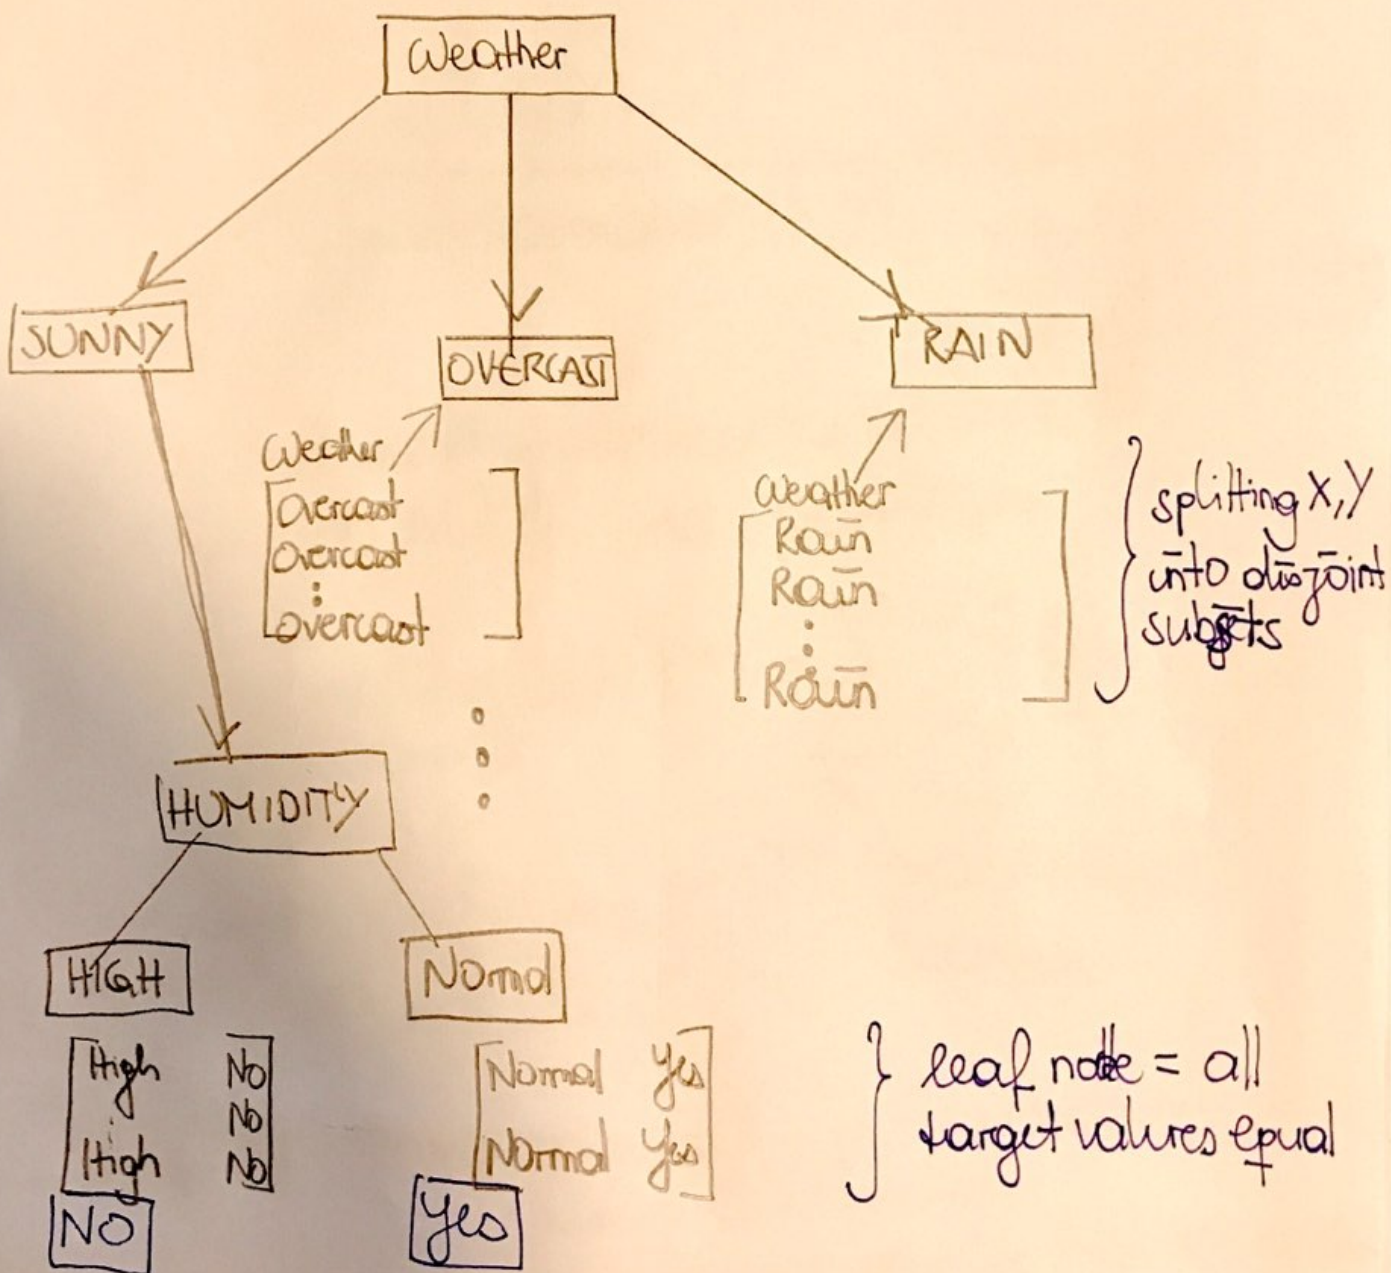 Weather
SUNNY
OVERCAST
RAIN
Weather
Overcast
Overcast
overcast
Weather
Rain
Rain
Rain
splitting X, Y
into disjoint
subsets
HUMIDITY
HIGH
Normal
High No
No
High No
NO
Normal Yes
Normal Yes
Yes
leaf node = all
target values equal